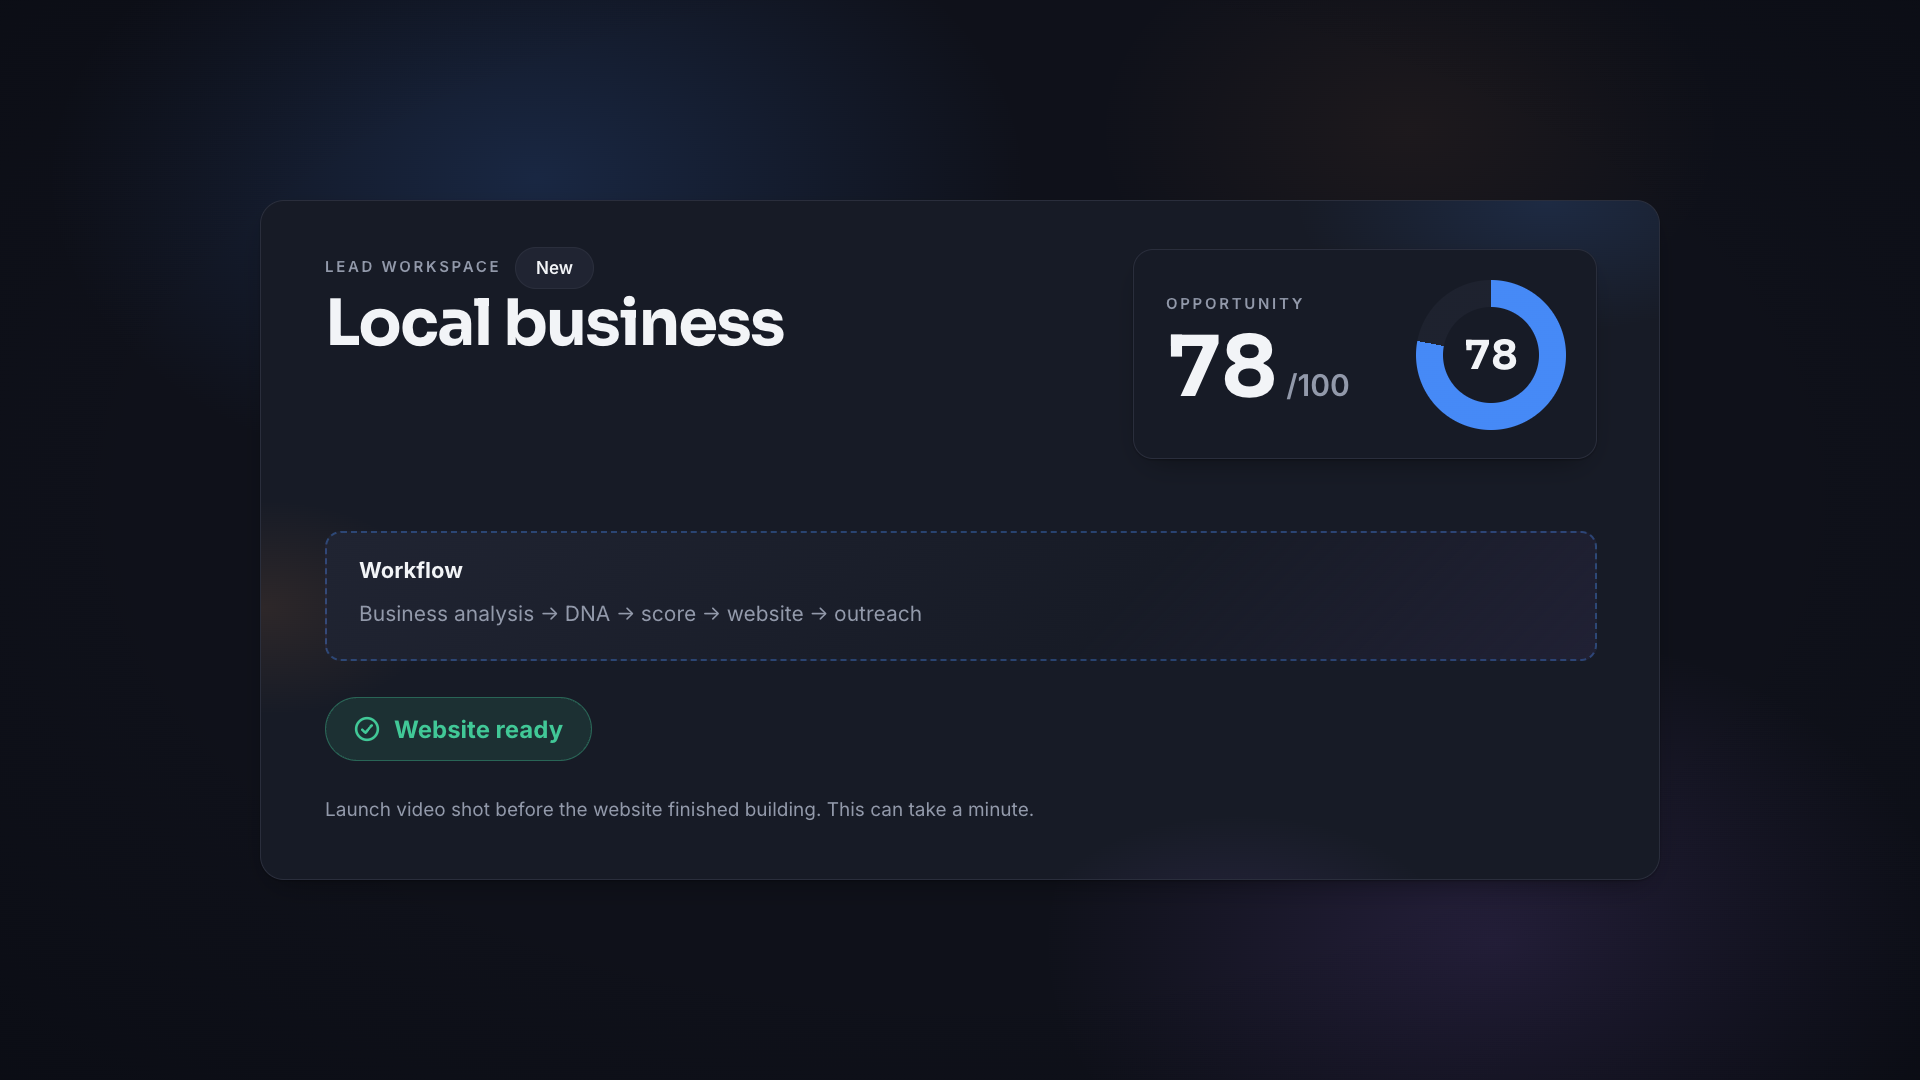 LEAD WORKSPACE New
Local business
OPPORTUNITY
78 /100
78
Workflow
Business analysis → DNA → score → website → outreach
Website ready
Launch video shot before the website finished building. This can take a minute.